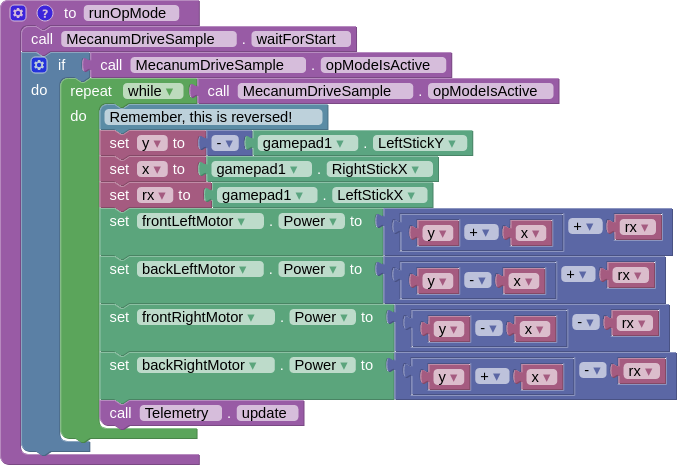 to runOpMode
call MecanumDriveSample . waitForStart
if call MecanumDriveSample . opModeIsActive
do repeat while call MecanumDriveSample . opModeIsActive
do Remember, this is reversed!
set y to - gamepad1 . LeftStickY
set x to gamepad1 . RightStickX
set rx to gamepad1 . LeftStickX
set frontLeftMotor . Power to y + x + rx
set backLeftMotor . Power to y - x + rx
set frontRightMotor . Power to y - x - rx
set backRightMotor . Power to y + x - rx
call Telemetry . update